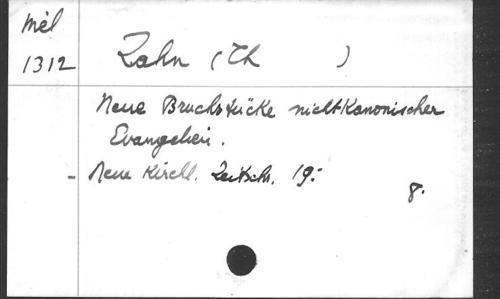 Mél
1312
Zahn (Th )
Neue Bruchstücke nichtkanonischer
Evangelien.
- Neue Kirchl. Zeitschr. 19:
8.